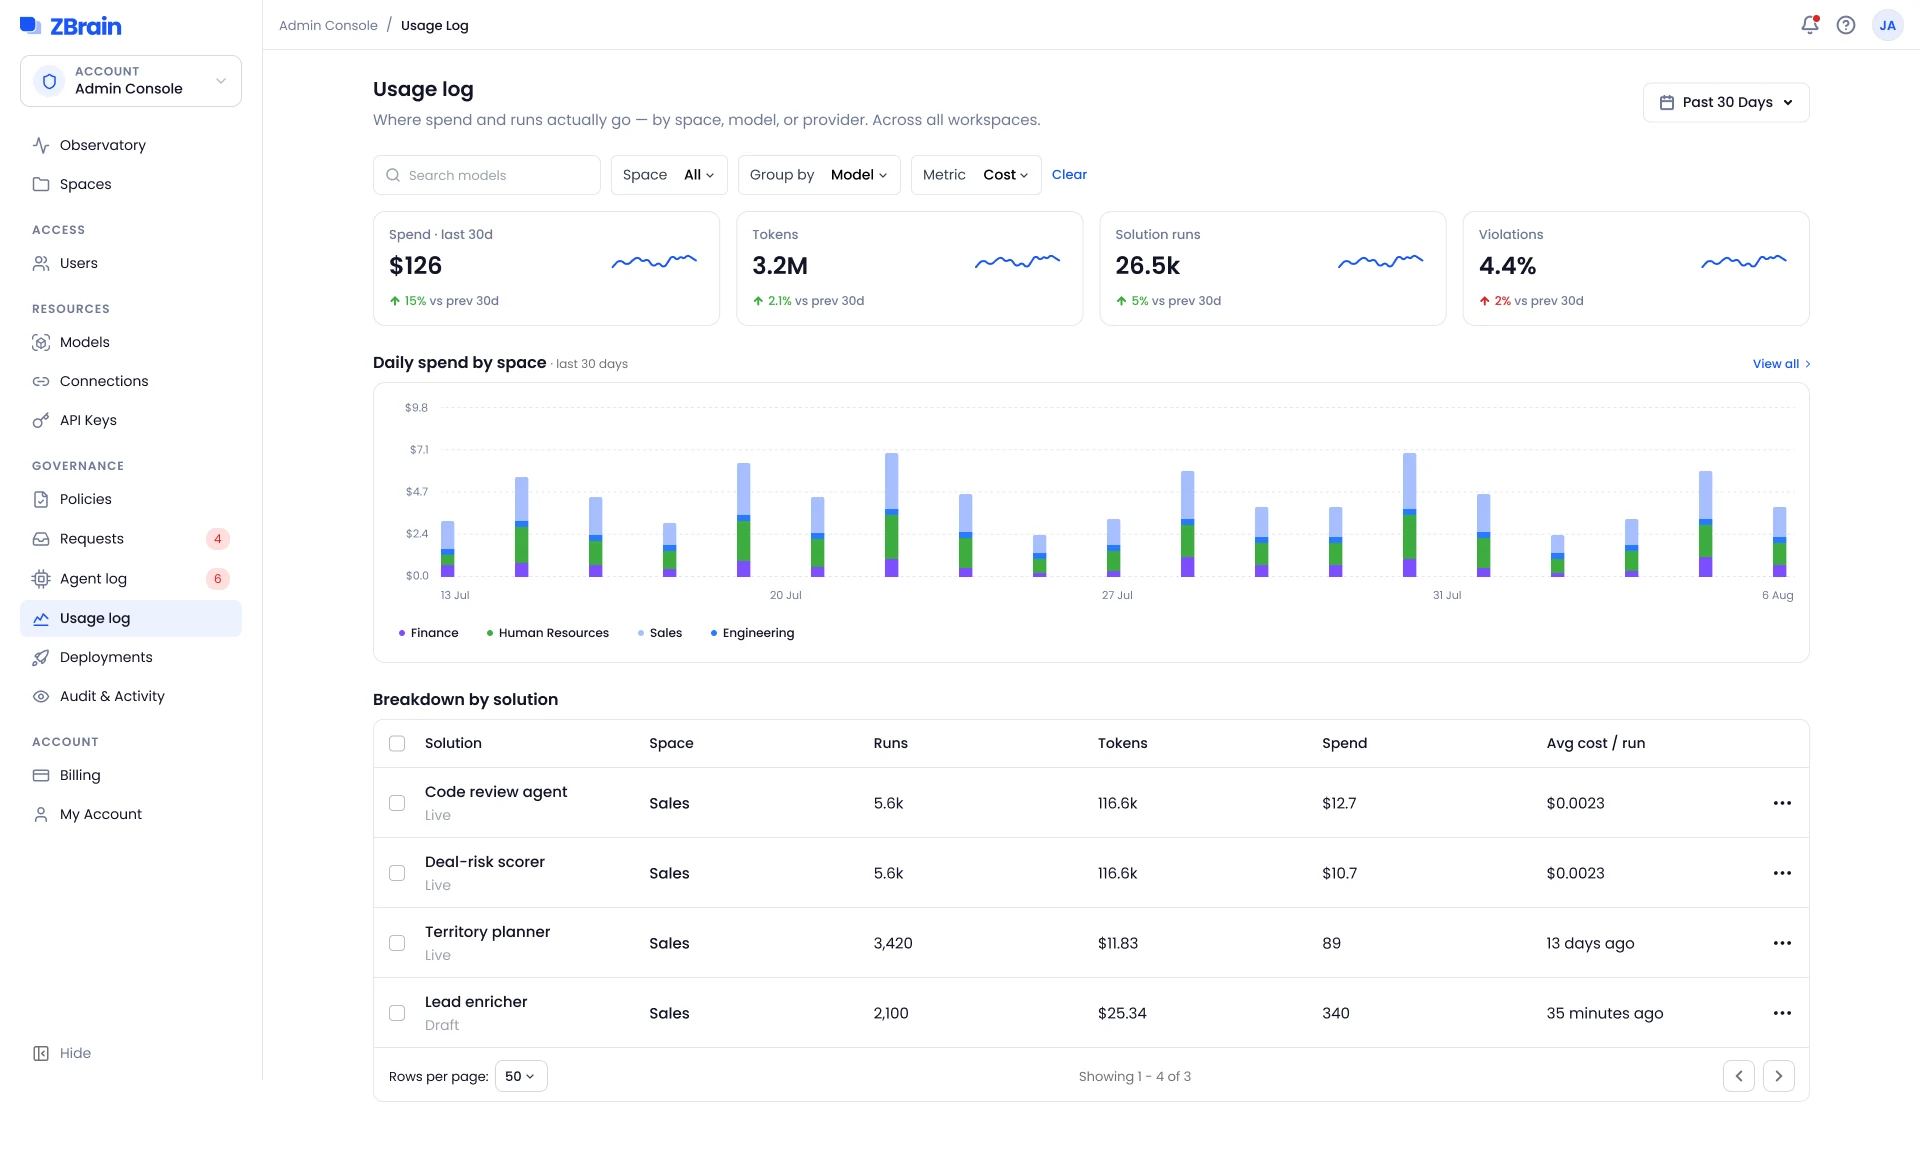 ZBrain
ACCOUNT
Admin Console
Observatory
Spaces
ACCESS
Users
RESOURCES
Models
Connections
API Keys
GOVERNANCE
Policies
Requests 4
Agent log 6
Usage log
Deployments
Audit & Activity
ACCOUNT
Billing
My Account
Hide
Admin Console / Usage Log
JA
Usage log
Where spend and runs actually go — by space, model, or provider. Across all workspaces.
Past 30 Days
Search models
Space All
Group by Model
Metric Cost
Clear
Spend · last 30d
$126
15% vs prev 30d
Tokens
3.2M
2.1% vs prev 30d
Solution runs
26.5k
5% vs prev 30d
Violations
4.4%
2% vs prev 30d
Daily spend by space · last 30 days
View all
$9.8
$7.1
$4.7
$2.4
$0.0
13 Jul 20 Jul 27 Jul 31 Jul 6 Aug
Finance Human Resources Sales Engineering
Breakdown by solution
Solution Space Runs Tokens Spend Avg cost / run
Code review agent
Live
Sales 5.6k 116.6k $12.7 $0.0023
Deal-risk scorer
Live
Sales 5.6k 116.6k $10.7 $0.0023
Territory planner
Live
Sales 3,420 $11.83 89 13 days ago
Lead enricher
Draft
Sales 2,100 $25.34 340 35 minutes ago
Rows per page: 50
Showing 1 - 4 of 3